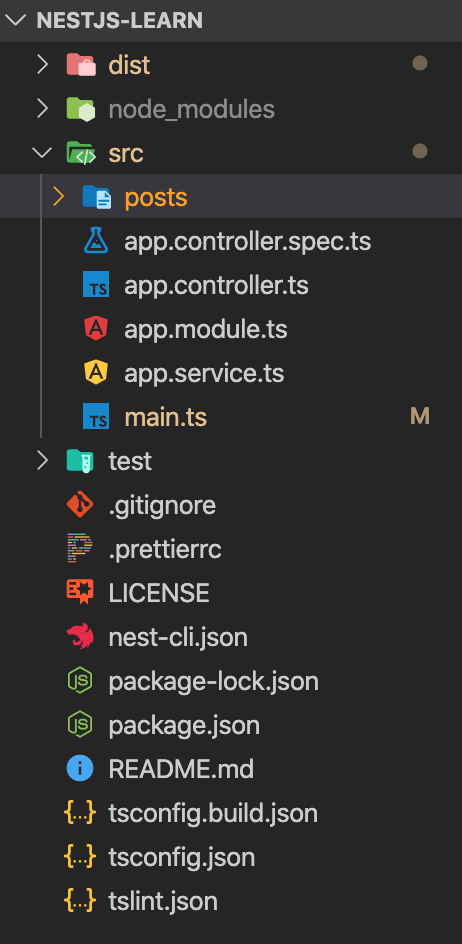 NESTJS-LEARN
dist
node_modules
src
posts
app.controller.spec.ts
TS app.controller.ts
app.module.ts
app.service.ts
TS main.ts M
test
.gitignore
.prettierrc
LICENSE
nest-cli.json
JS package-lock.json
JS package.json
i README.md
{...} tsconfig.build.json
{...} tsconfig.json
{...} tslint.json